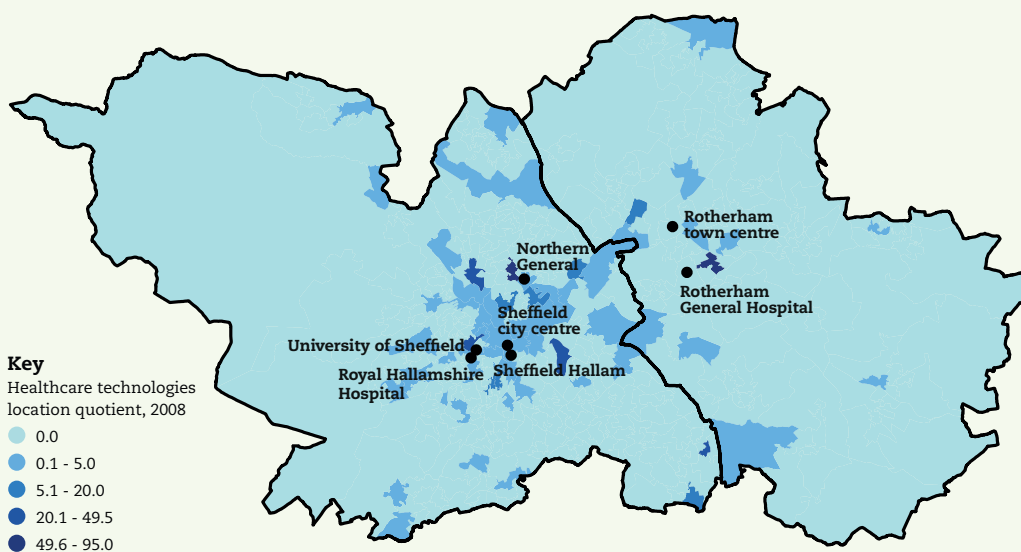 Rotherham
town centre
Northern
General
Rotherham
General Hospital
Sheffield
city centre
University of Sheffield
Royal Hallamshire
Hospital
Sheffield Hallam
Key
Healthcare technologies
location quotient, 2008
0.0
0.1 - 5.0
5.1 - 20.0
20.1 - 49.5
49.6 - 95.0